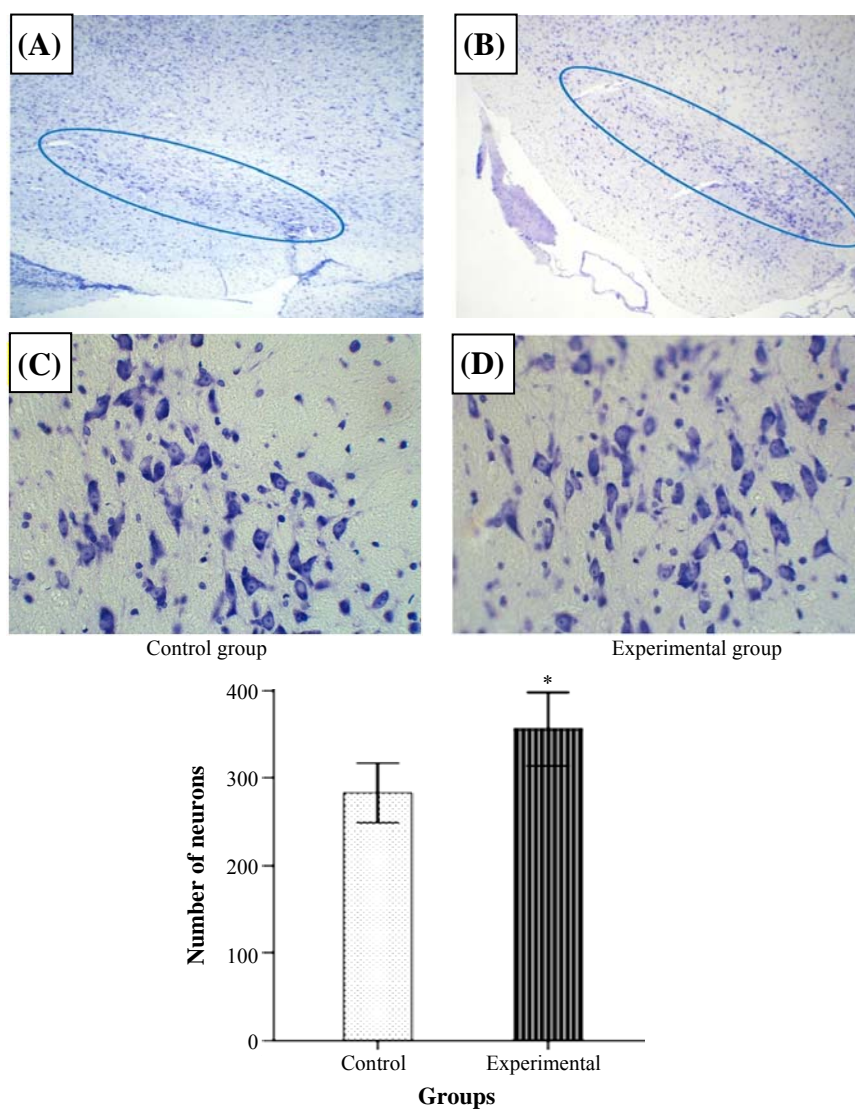 (A)
(B)
(C)
(D)
Control group
Experimental group
*
400
300
200
100
0
Number of neurons
Control
Experimental
Groups